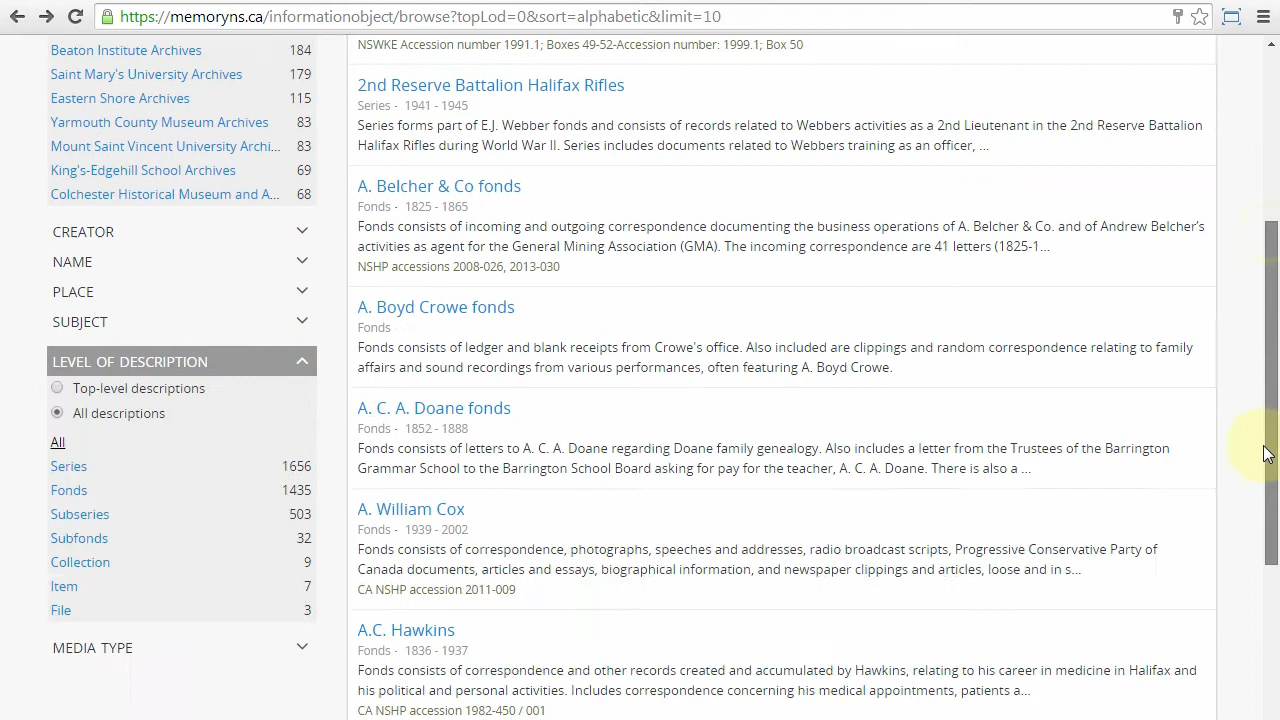 https://memoryns.ca/informationobject/browse?topLod=0&sort=alphabetic&limit=10
Beaton Institute Archives 184
Saint Mary's University Archives 179
Eastern Shore Archives 115
Yarmouth County Museum Archives 83
Mount Saint Vincent University Archi... 83
King's-Edgehill School Archives 69
Colchester Historical Museum and A... 68
CREATOR
NAME
PLACE
SUBJECT
LEVEL OF DESCRIPTION
Top-level descriptions
All descriptions
All
Series 1656
Fonds 1435
Subseries 503
Subfonds 32
Collection 9
Item 7
File 3
MEDIA TYPE
NSWKE Accession number 1991.1; Boxes 49-52-Accession number: 1999.1; Box 50
2nd Reserve Battalion Halifax Rifles
Series - 1941 - 1945
Series forms part of E.J. Webber fonds and consists of records related to Webbers activities as a 2nd Lieutenant in the 2nd Reserve Battalion
Halifax Rifles during World War II. Series includes documents related to Webbers training as an officer, ...
A. Belcher & Co fonds
Fonds - 1825 - 1865
Fonds consists of incoming and outgoing correspondence documenting the business operations of A. Belcher & Co. and of Andrew Belcher's
activities as agent for the General Mining Association (GMA). The incoming correspondence are 41 letters (1825-1...
NSHP accessions 2008-026, 2013-030
A. Boyd Crowe fonds
Fonds
Fonds consists of ledger and blank receipts from Crowe's office. Also included are clippings and random correspondence relating to family
affairs and sound recordings from various performances, often featuring A. Boyd Crowe.
A. C. A. Doane fonds
Fonds - 1852 - 1888
Fonds consists of letters to A. C. A. Doane regarding Doane family genealogy. Also includes a letter from the Trustees of the Barrington
Grammar School to the Barrington School Board asking for pay for the teacher, A. C. A. Doane. There is also a ...
A. William Cox
Fonds - 1939 - 2002
Fonds consists of correspondence, photographs, speeches and addresses, radio broadcast scripts, Progressive Conservative Party of
Canada documents, articles and essays, biographical information, and newspaper clippings and articles, loose and in s...
CA NSHP accession 2011-009
A.C. Hawkins
Fonds - 1836 - 1937
Fonds consists of correspondence and other records created and accumulated by Hawkins, relating to his career in medicine in Halifax and
his political and personal activities. Includes correspondence concerning his medical appointments, patients a...
CA NSHP accession 1982-450 / 001